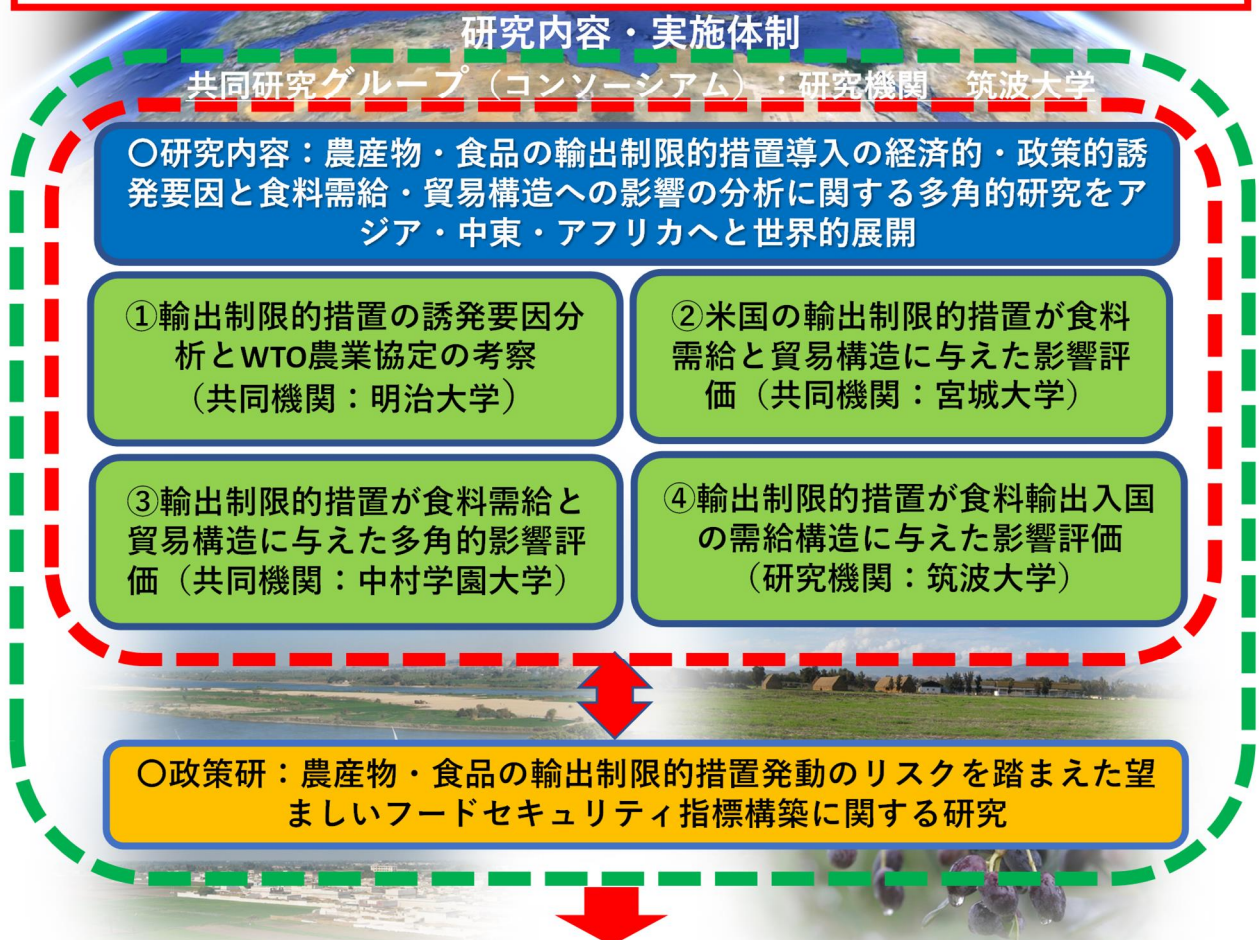 研究内容・実施体制
共同研究グループ（コンソーシアム）：研究機関　筑波大学
〇研究内容：農産物・食品の輸出制限的措置導入の経済的・政策的誘
発要因と食料需給・貿易構造への影響の分析に関する多角的研究をア
ジア・中東・アフリカへと世界的展開
①輸出制限的措置の誘発要因分
析とWTO農業協定の考察
（共同機関：明治大学）
②米国の輸出制限的措置が食料
需給と貿易構造に与えた影響評
価（共同機関：宮城大学）
③輸出制限的措置が食料需給と
貿易構造に与えた多角的影響評
価（共同機関：中村学園大学）
④輸出制限的措置が食料輸出入国
の需給構造に与えた影響評価
（研究機関：筑波大学）
〇政策研：農産物・食品の輸出制限的措置発動のリスクを踏まえた望
ましいフードセキュリティ指標構築に関する研究